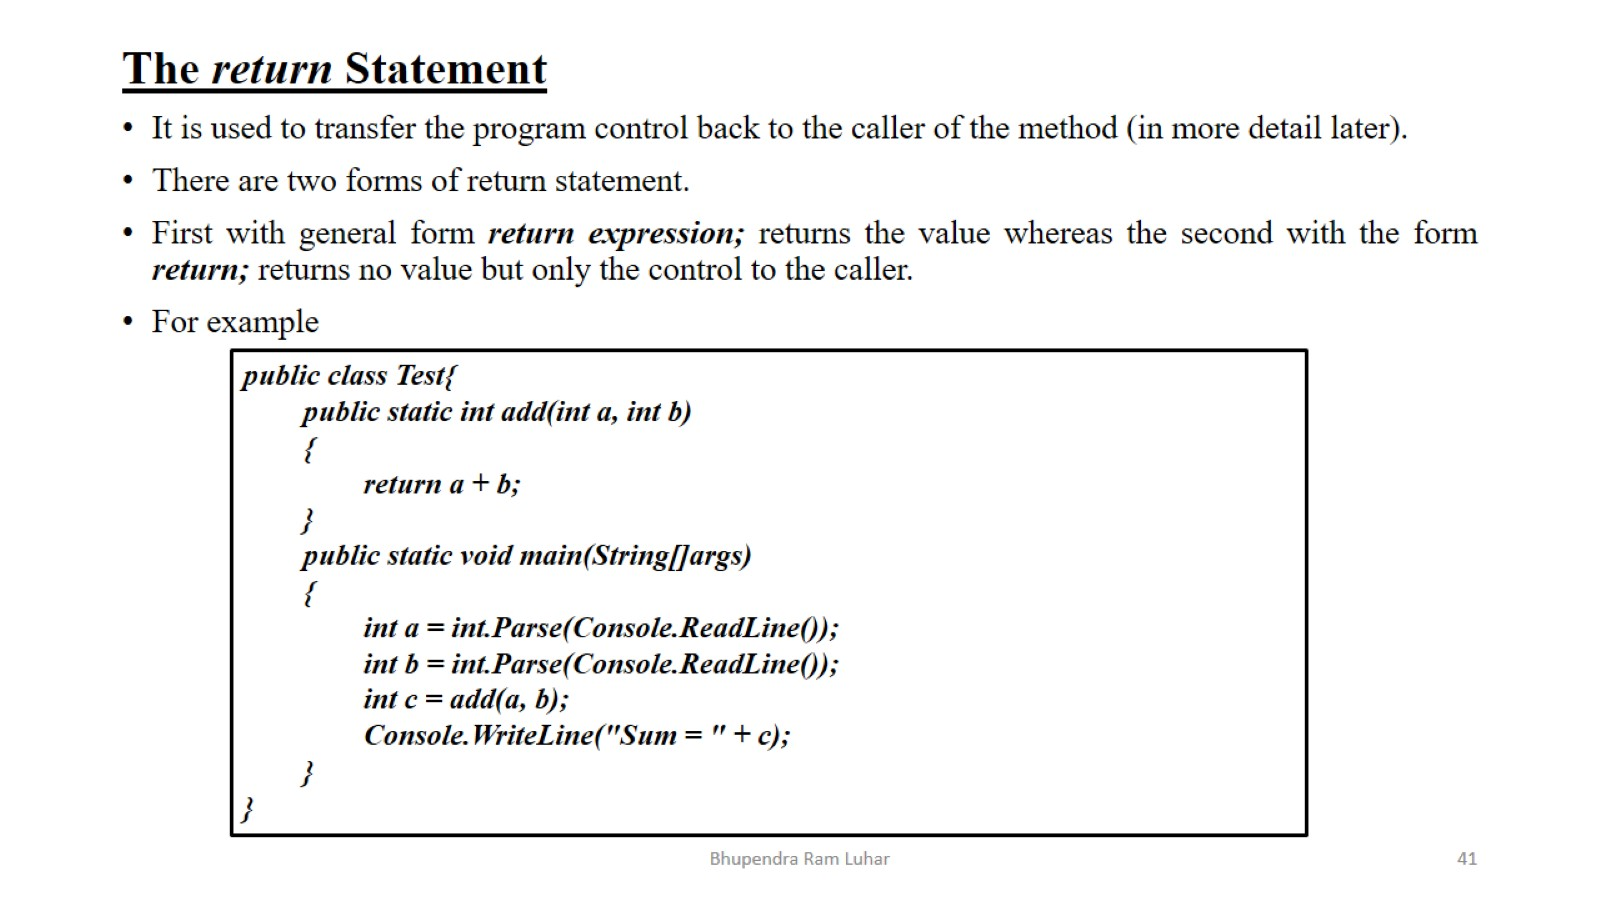 The return Statement
• It is used to transfer the program control back to the caller of the method (in more detail later).
• There are two forms of return statement.
• First with general form return expression; returns the value whereas the second with the form
return; returns no value but only the control to the caller.
• For example
public class Test{
public static int add(int a, int b)
{
return a + b;
}
public static void main(String[]args)
{
int a = int.Parse(Console.ReadLine());
int b = int.Parse(Console.ReadLine());
int c = add(a, b);
Console.WriteLine("Sum = " + c);
}
}
Bhupendra Ram Luhar
41